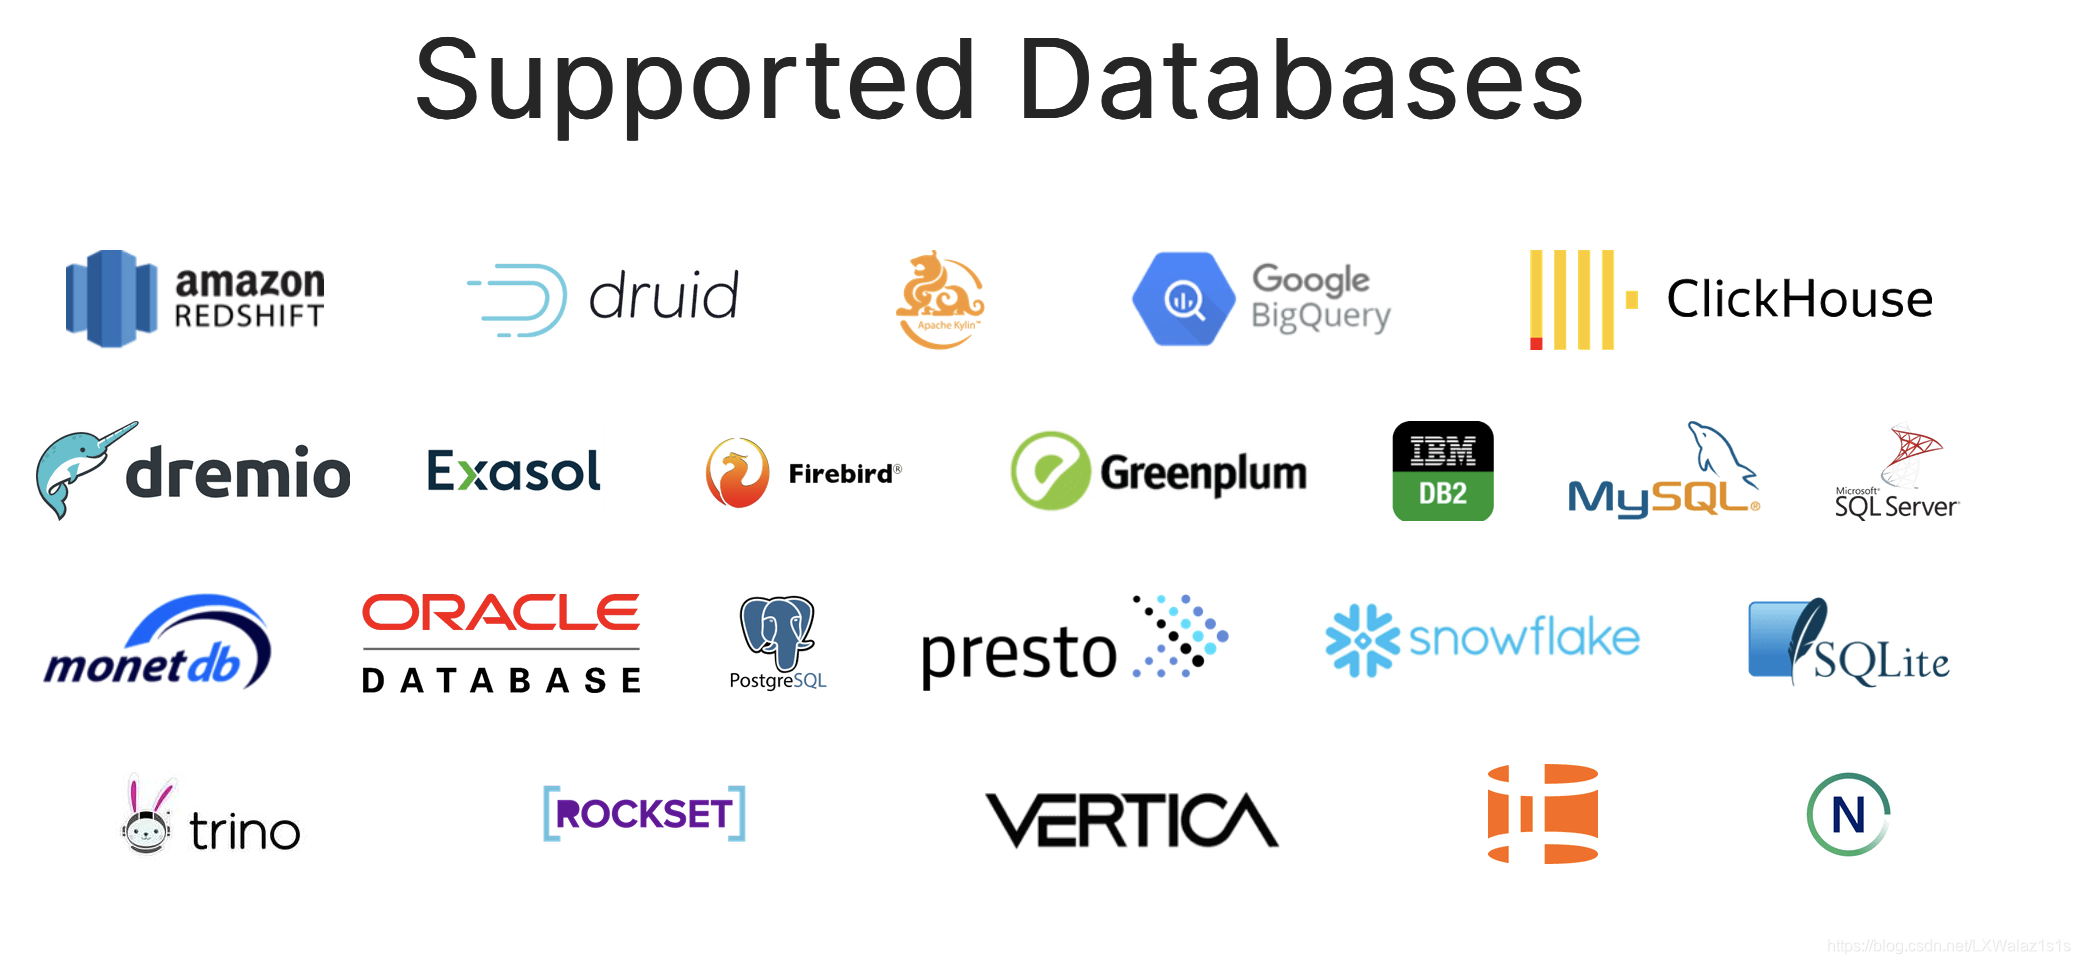 Supported Databases
amazon
REDSHIFT
druid
Apache Kylin™
Google
BigQuery
ClickHouse
dremio
Exasol
Firebird®
Greenplum
IBM
DB2
MySQL®
Microsoft®
SQL Server
monetdb
ORACLE
DATABASE
PostgreSQL
presto
snowflake
SQLite
trino
[ROCKSET]
VERTICA
N
https://blog.csdn.net/LXWalaz1s1s